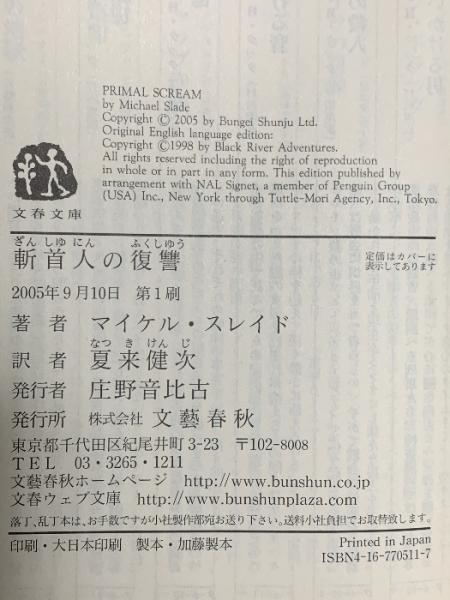 PRIMAL SCREAM
by Michael Slade
Copyright © 2005 by Bungei Shunju Ltd.
Original English language edition:
Copyright ©1998 by Black River Adventures.
All rights reserved including the right of reproduction
in whole or in part in any form. This edition published by
arrangement with NAL Signet, a member of Penguin Group
(USA) Inc., New York through Tuttle-Mori Agency, Inc., Tokyo.
文春文庫
ざんしゆにん ふくしゆう
斬首人の復讐
定価はカバーに
表示してあります
2005年9月10日 第1刷
著者 マイケル・スレイド
なつきけんじ
訳者 夏来健次
発行者 庄野音比古
発行所 株式会社 文藝春秋
東京都千代田区紀尾井町3-23 〒102-8008
TEL 03・3265・1211
文藝春秋ホームページ http://www.bunshun.co.jp
文春ウェブ文庫 http://www.bunshunplaza.com
落丁、乱丁本は、お手数ですが小社製作部宛お送り下さい。送料小社負担でお取替致します。
印刷・大日本印刷 製本・加藤製本
Printed in Japan
ISBN4-16-770511-7